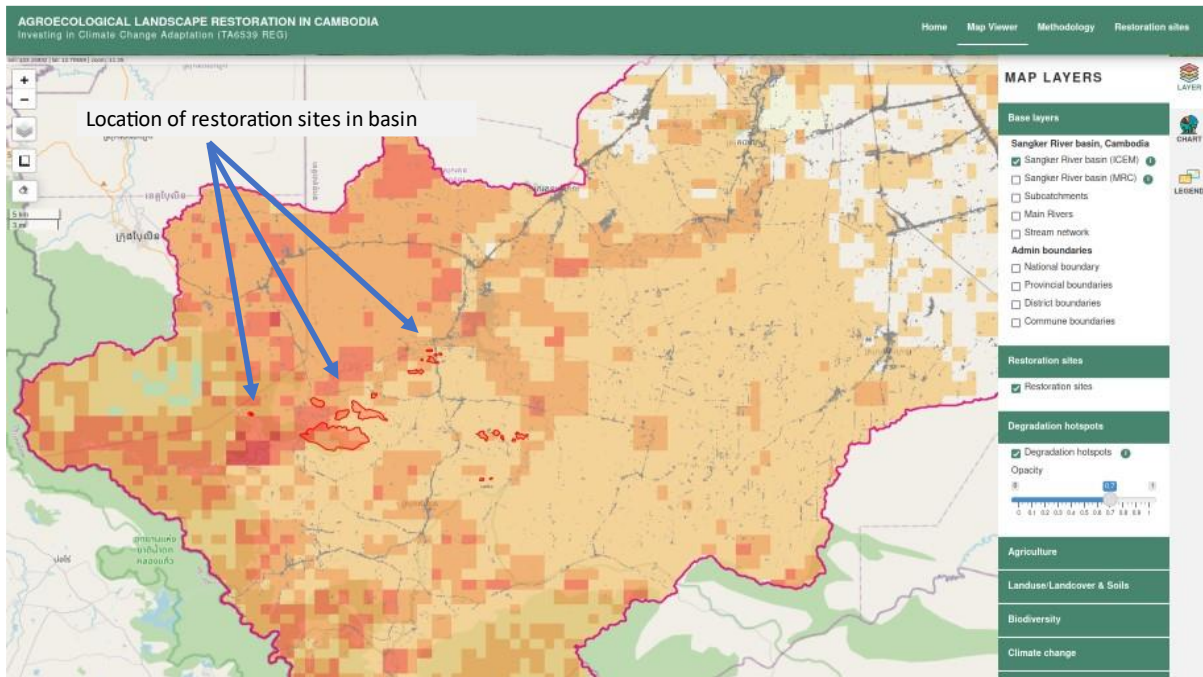 AGROECOLOGICAL LANDSCAPE RESTORATION IN CAMBODIA
Investing in Climate Change Adaptation (TA6539 REG)
Home Map Viewer Methodology Restoration sites
+
−
Location of restoration sites in basin
5 km
3 mi
MAP LAYERS
Base layers
Sangker River basin, Cambodia
Sangker River basin (ICEM)
Sangker River basin (MRC)
Subcatchments
Main Rivers
Stream network
Admin boundaries
National boundary
Provincial boundaries
District boundaries
Commune boundaries
Restoration sites
Restoration sites
Degradation hotspots
Degradation hotspots
Opacity
0 0.7 1
0 0.1 0.2 0.3 0.4 0.5 0.6 0.7 0.8 0.9 1
Agriculture
Landuse/Landcover & Soils
Biodiversity
Climate change
LAYER
CHART
LEGEND